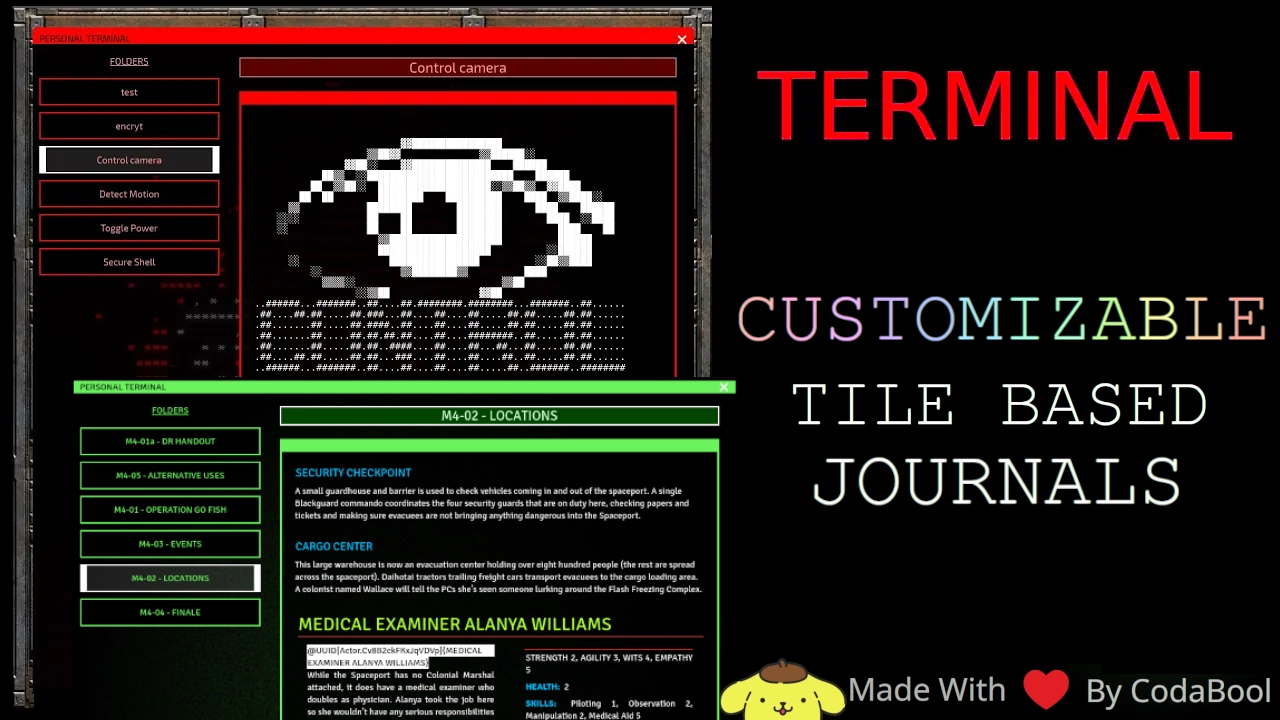 PERSONAL TERMINAL
FOLDERS
test
encryt
Control camera
Detect Motion
Toggle Power
Secure Shell
Control camera
PERSONAL TERMINAL
FOLDERS
M4-01a - DR HANDOUT
M4-05 - ALTERNATIVE USES
M4-01 - OPERATION GO FISH
M4-03 - EVENTS
M4-02 - LOCATIONS
M4-04 - FINALE
M4-02 - LOCATIONS
SECURITY CHECKPOINT
A small guardhouse and barrier is used to check vehicles coming in and out of the spaceport. A single
Blackguard commando coordinates the four security guards that are on duty here, checking papers and
tickets and making sure evacuees are not bringing anything dangerous into the Spaceport.
CARGO CENTER
This large warehouse is now an evacuation center holding over eight hundred people (the rest are spread
across the spaceport). Daihotai tractors trailing freight cars transport evacuees to the cargo loading area.
A colonist named Wallace will tell the PCs she's seen someone lurking around the Flash Freezing Complex.
MEDICAL EXAMINER ALANYA WILLIAMS
EXAMINER ALANYA WILLIAMS}
While the Spaceport has no Colonial Marshal
attached, it does have a medical examiner who
doubles as physician. Alanya took the job here
so she wouldn't have any serious responsibilities
STRENGTH 2, AGILITY 3, WITS 4, EMPATHY
5
HEALTH: 2
SKILLS: Piloting 1, Observation 2,
Manipulation 2, Medical Aid 5
TERMINAL
CUSTOMIZABLE
TILE BASED
JOURNALS
Made With
By CodaBool